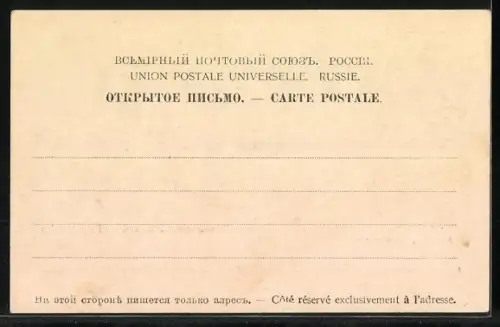 ВСЕМІРНЫЙ ПОЧТОВЫЙ СОЮЗЪ. РОССІЯ.
UNION POSTALE UNIVERSELLE. RUSSIE.
ОТКРЫТОЕ ПИСЬМО. — CARTE POSTALE.
На этой сторонѣ пишется только адресъ. — Côté réservé exclusivement à l'adresse.